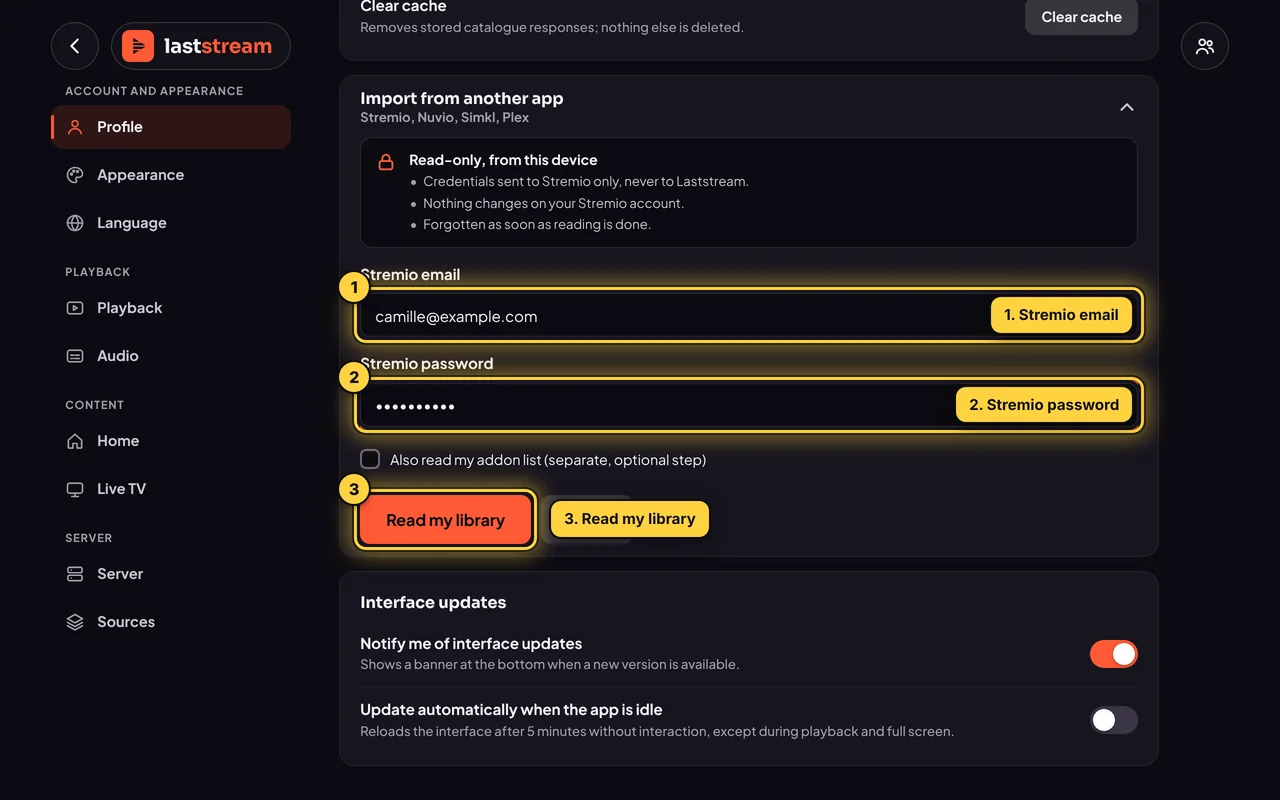 laststream
ACCOUNT AND APPEARANCE
Profile
Appearance
Language
PLAYBACK
Playback
Audio
CONTENT
Home
Live TV
SERVER
Server
Sources
Clear cache
Removes stored catalogue responses; nothing else is deleted.
Clear cache
Import from another app
Stremio, Nuvio, Simkl, Plex
Read-only, from this device
• Credentials sent to Stremio only, never to Laststream.
• Nothing changes on your Stremio account.
• Forgotten as soon as reading is done.
Stremio email
1
camille@example.com
1. Stremio email
Stremio password
2
••••••••••
2. Stremio password
Also read my addon list (separate, optional step)
3
Read my library
3. Read my library
Interface updates
Notify me of interface updates
Shows a banner at the bottom when a new version is available.
Update automatically when the app is idle
Reloads the interface after 5 minutes without interaction, except during playback and full screen.